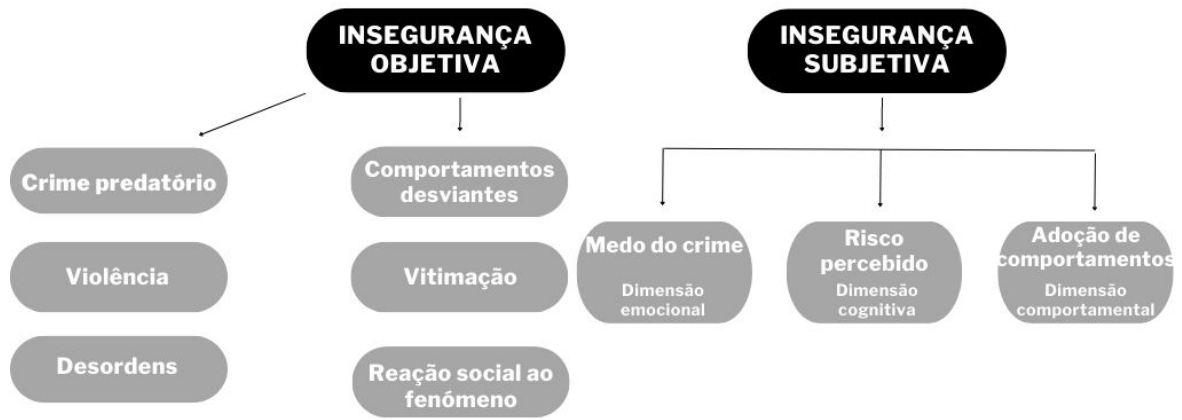 INSEGURANÇA
OBJETIVA
INSEGURANÇA
SUBJETIVA
Crime predatório
Violência
Desordens
Comportamentos
desviantes
Vitimação
Reação social ao
fenómeno
Medo do crime
Dimensão
emocional
Risco
percebido
Dimensão
cognitiva
Adoção de
comportamentos
Dimensão
comportamental